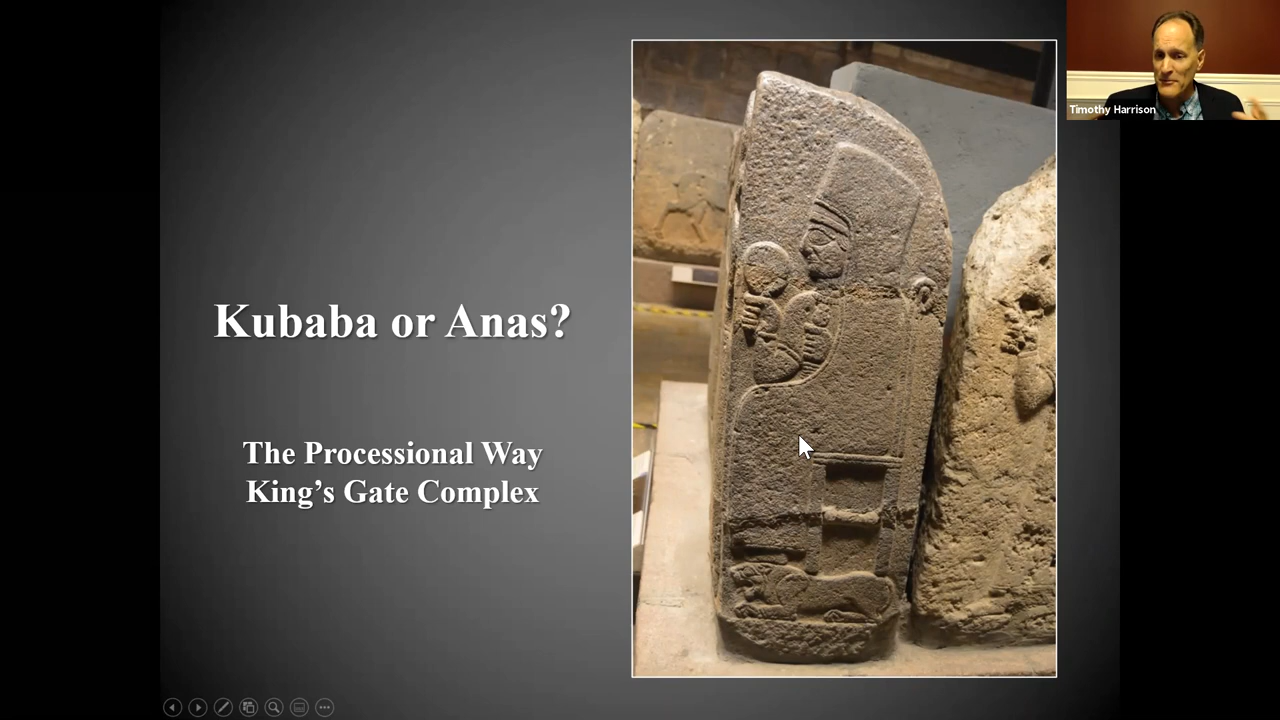 Kubaba or Anas?
The Processional Way
King's Gate Complex
Timothy Harrison